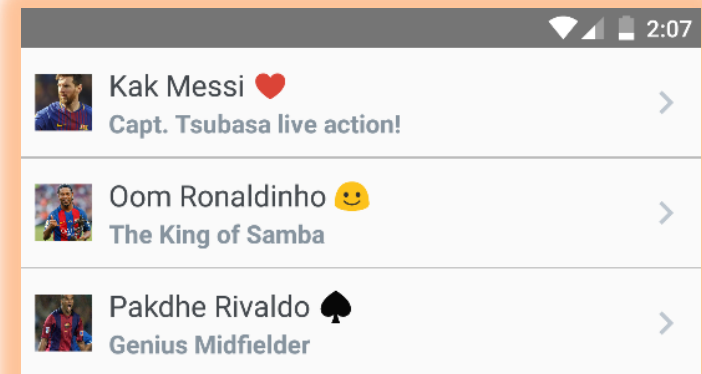 2:07
Kak Messi ❤️
Capt. Tsubasa live action!
Oom Ronaldinho 🙂
The King of Samba
Pakdhe Rivaldo ♠️
Genius Midfielder